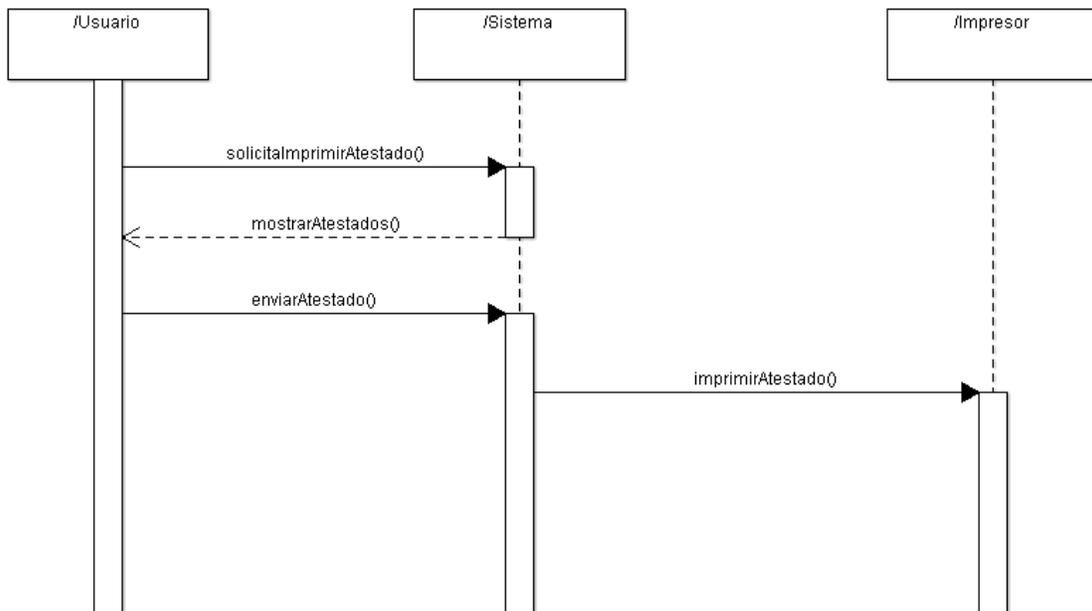 /Usuario
/Sistema
/Impresor
solicitaImprimirAtestado()
mostrarAtestados()
enviarAtestado()
imprimirAtestado()